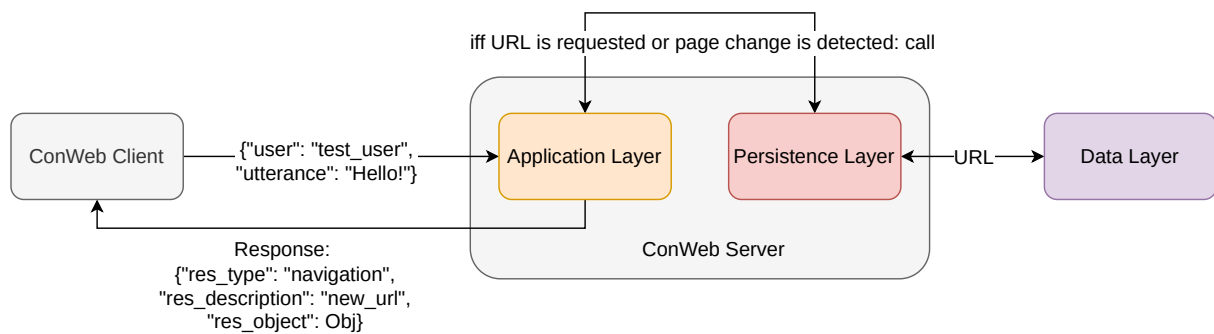 iff URL is requested or page change is detected: call
ConWeb Client
{"user": "test_user",
"utterance": "Hello!"}
Application Layer
Persistence Layer
URL
Data Layer
ConWeb Server
Response:
{"res_type": "navigation",
"res_description": "new_url",
"res_object": Obj}